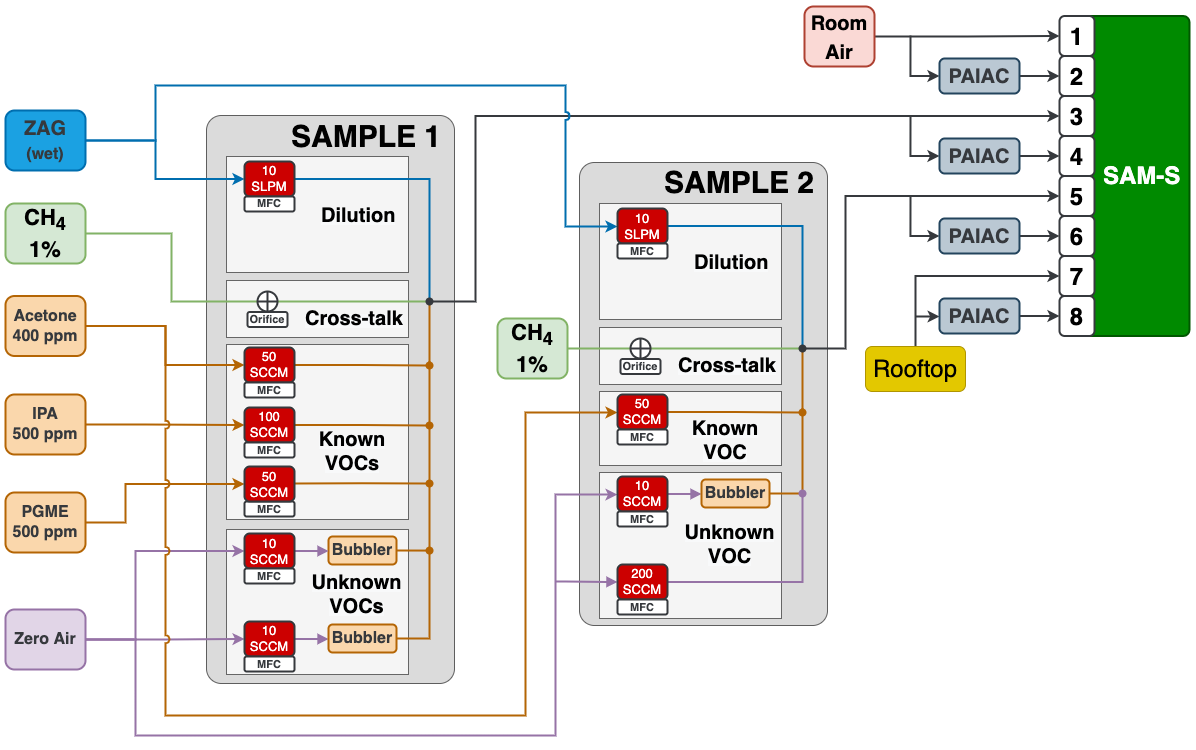 Room
Air
1
PAIAC
2
3
PAIAC
4
5
PAIAC
6
7
PAIAC
8
SAM-S
Rooftop
ZAG
(wet)
CH4
1%
Acetone
400 ppm
IPA
500 ppm
PGME
500 ppm
Zero Air
SAMPLE 1
10
SLPM
MFC
Dilution
Orifice
Cross-talk
50
SCCM
MFC
100
SCCM
MFC
50
SCCM
MFC
Known
VOCs
10
SCCM
MFC
Bubbler
Unknown
VOCs
10
SCCM
MFC
Bubbler
CH4
1%
SAMPLE 2
10
SLPM
MFC
Dilution
Orifice
Cross-talk
50
SCCM
MFC
Known
VOC
10
SCCM
MFC
Bubbler
Unknown
VOC
200
SCCM
MFC